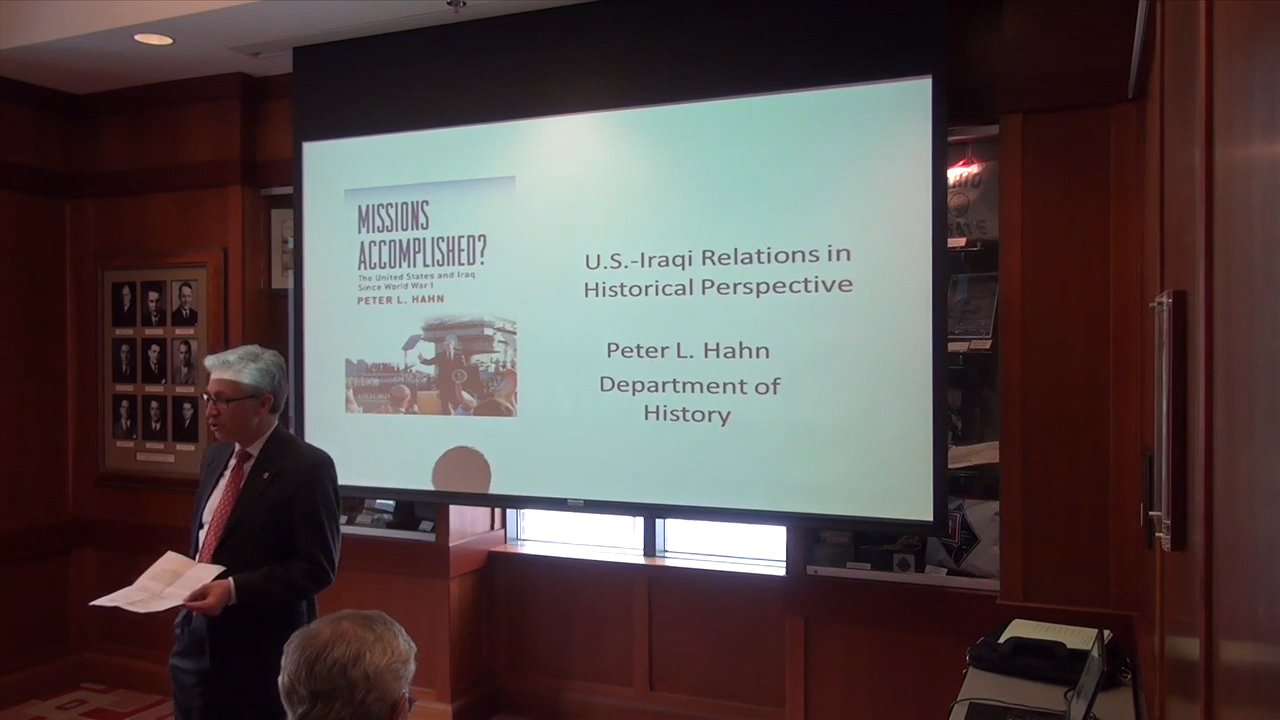 MISSIONS
ACCOMPLISHED?
The United States and Iraq
Since World War I
PETER L. HAHN
U.S.-Iraqi Relations in
Historical Perspective
Peter L. Hahn
Department of
History